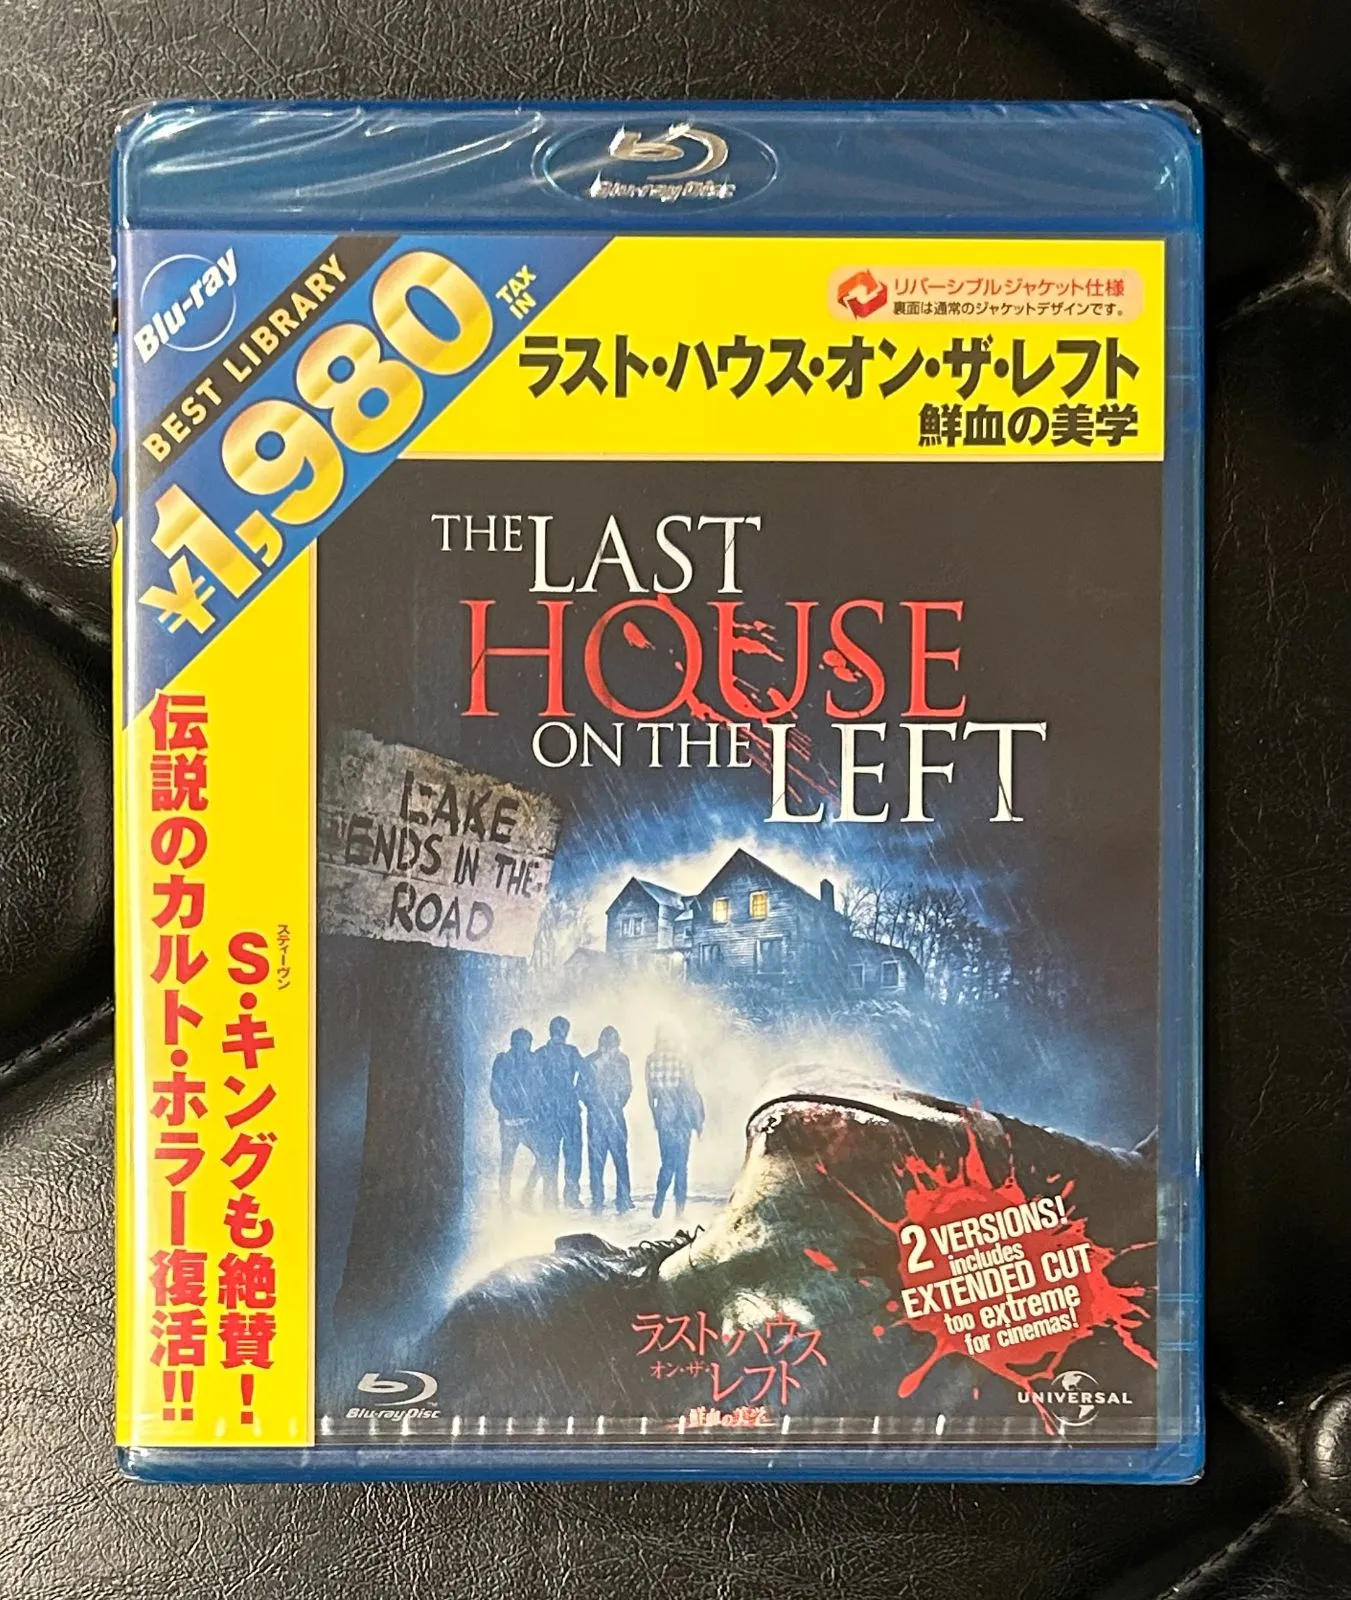 Blu-ray Disc
Blu-ray
BEST LIBRARY
¥1,980
TAX
IN
リバーシブルジャケット仕様
裏面は通常のジャケットデザインです。
ラスト・ハウス・オン・ザ・レフト
鮮血の美学
THE LAST
HOUSE
ON THE LEFT
LAKE
ENDS IN THE
ROAD
伝説のカルト・ホラー復活!!
スティーヴン
S・キングも絶賛!
2 VERSIONS!
includes
EXTENDED CUT
too extreme
for cinemas!
ラスト・ハウス
オン・ザ・レフト
鮮血の美学
Blu-ray Disc
UNIVERSAL